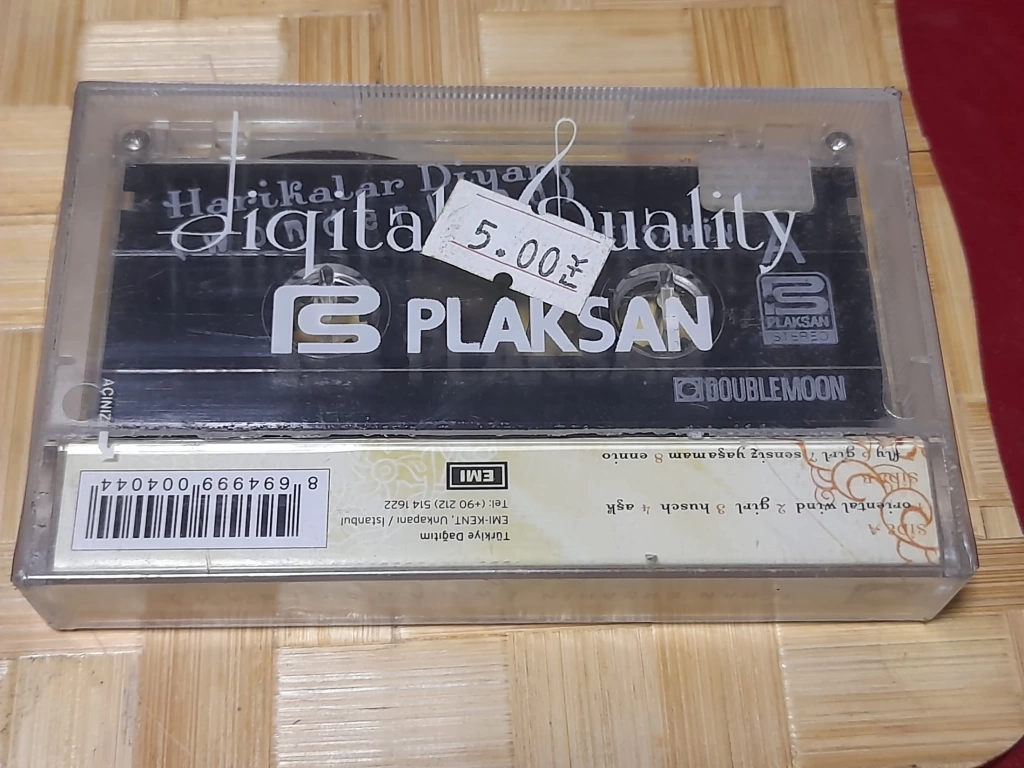 Harikalar Diyarı
digital Quality
5.00
A
PLAKSAN
PLAKSAN
STEREO
DOUBLEMOON
AÇINIZ
SIDE A
oriental wind 2 girl 3 husch 4 aşk
fly 6 girl 7 sensiz yaşamam 8 ennio
Türkiye Dağıtım
EMI-KENT, Unkapanı / İstanbul
Tel: (+90 212) 514 1622
EMI
8 694999 004044